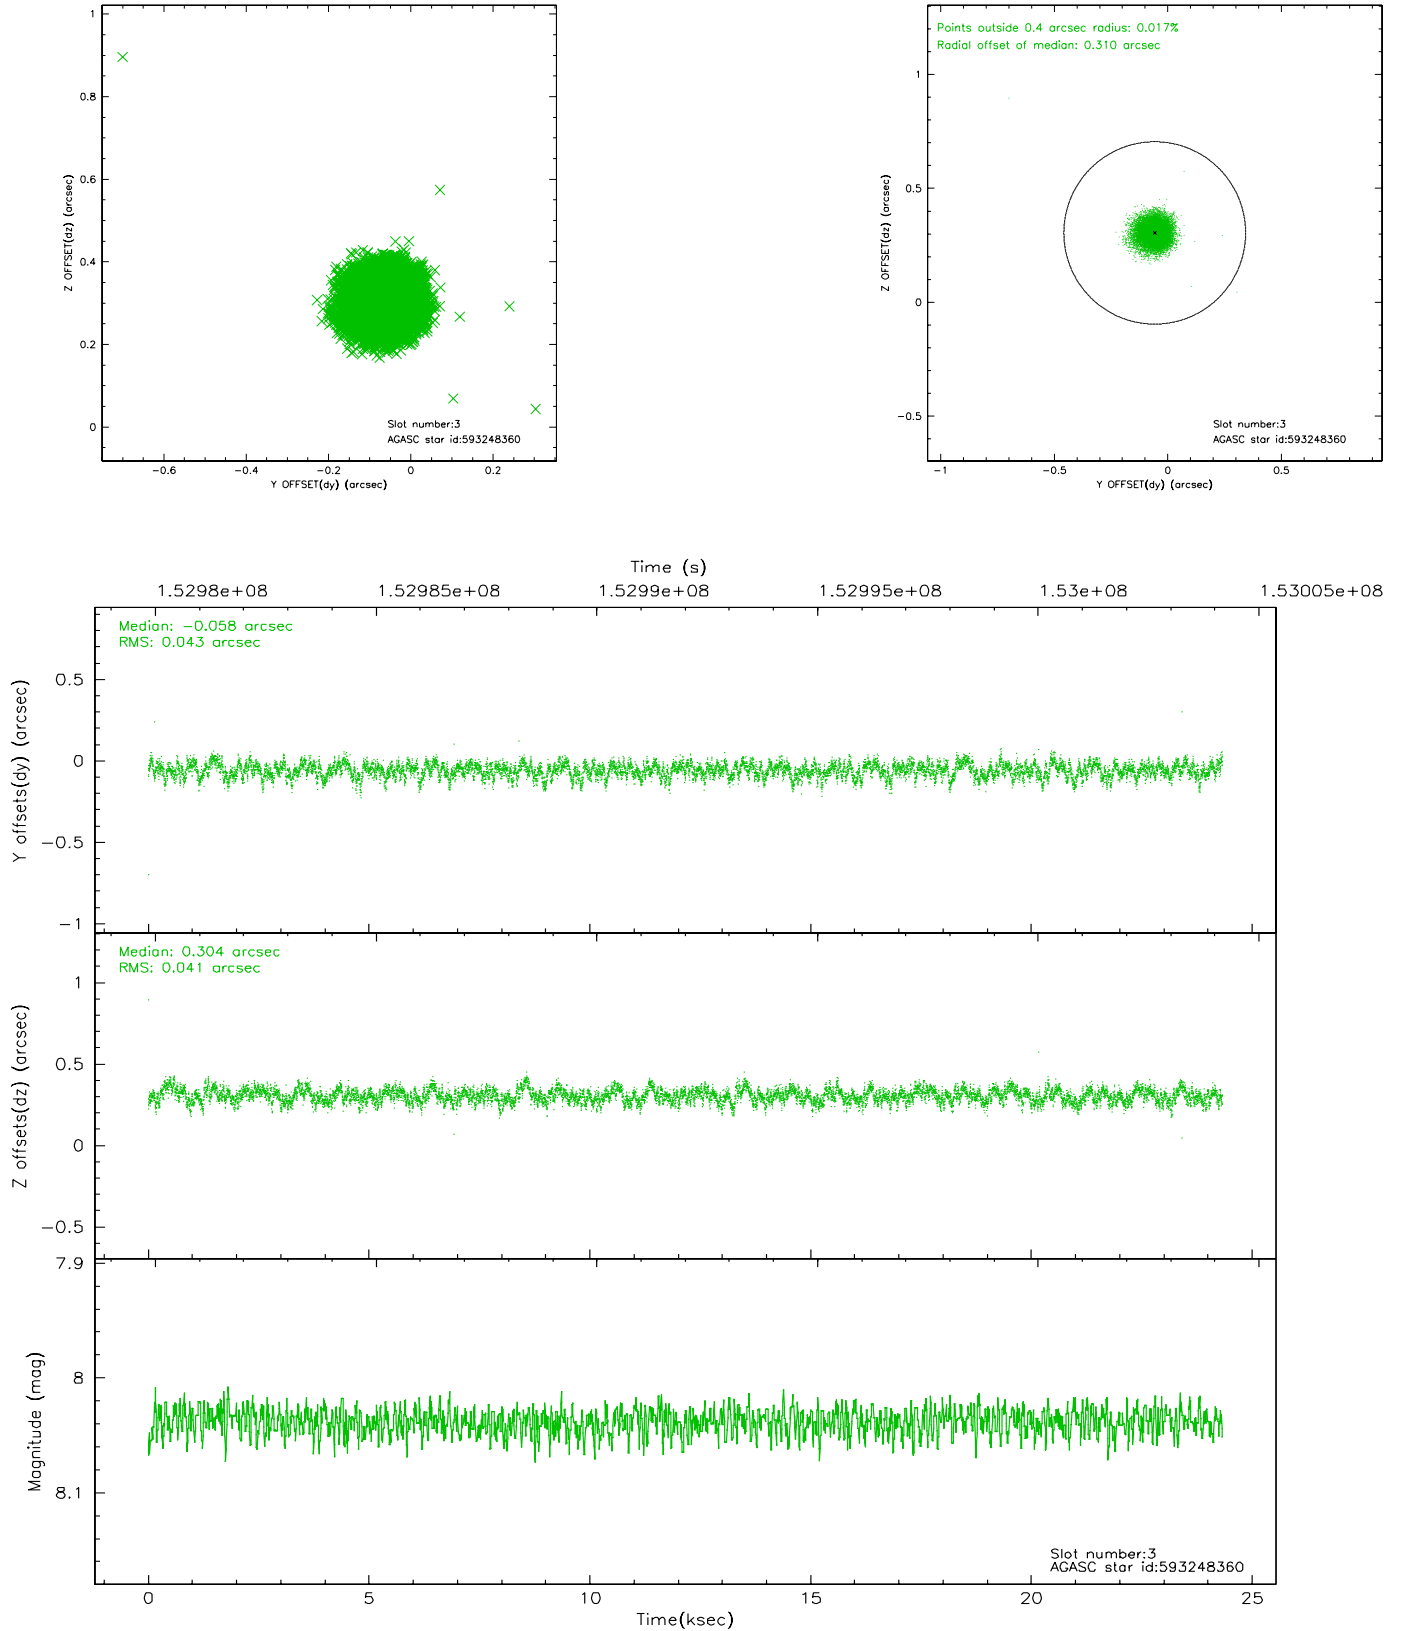 1
0.8
0.6
0.4
0.2
0
Z OFFSET(dz) (arcsec)
Slot number:3
AGASC star id:593248360
−0.6 −0.4 −0.2 0 0.2
Y OFFSET(dy) (arcsec)
Points outside 0.4 arcsec radius: 0.017%
Radial offset of median: 0.310 arcsec
1
0.5
0
−0.5
Z OFFSET(dz) (arcsec)
Slot number:3
AGASC star id:593248360
−1 −0.5 0 0.5
Y OFFSET(dy) (arcsec)
Time (s)
1.5298e+08 1.52985e+08 1.5299e+08 1.52995e+08 1.53e+08 1.53005e+08
Median: −0.058 arcsec
RMS: 0.043 arcsec
0.5
0
−0.5
−1
Y offsets(dy) (arcsec)
Median: 0.304 arcsec
RMS: 0.041 arcsec
1
0.5
0
−0.5
Z offsets(dz) (arcsec)
7.9
8
8.1
Magnitude (mag)
Slot number:3
AGASC star id:593248360
0 5 10 15 20 25
Time(ksec)